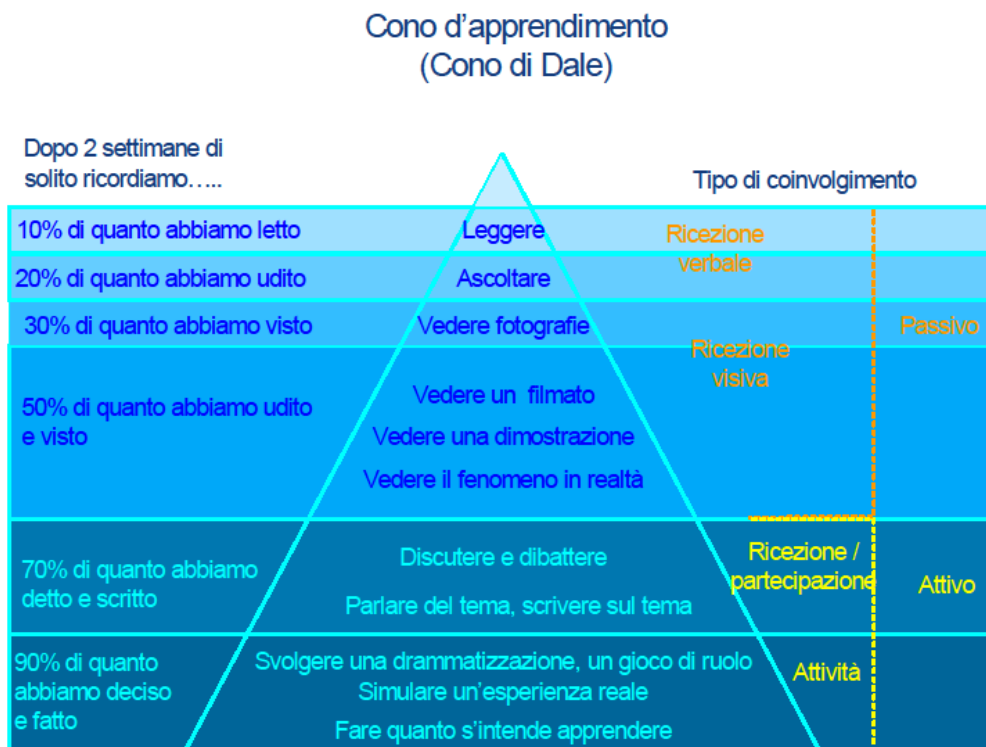 Cono d'apprendimento
(Cono di Dale)
Dopo 2 settimane di
solito ricordiamo…..
Tipo di coinvolgimento
10% di quanto abbiamo letto
Leggere
Ricezione
verbale
20% di quanto abbiamo udito
Ascoltare
30% di quanto abbiamo visto
Vedere fotografie
Passivo
Ricezione
visiva
50% di quanto abbiamo udito
e visto
Vedere un filmato
Vedere una dimostrazione
Vedere il fenomeno in realtà
70% di quanto abbiamo
detto e scritto
Discutere e dibattere
Parlare del tema, scrivere sul tema
Ricezione /
partecipazione
Attivo
90% di quanto
abbiamo deciso
e fatto
Svolgere una drammatizzazione, un gioco di ruolo
Simulare un'esperienza reale
Fare quanto s'intende apprendere
Attività